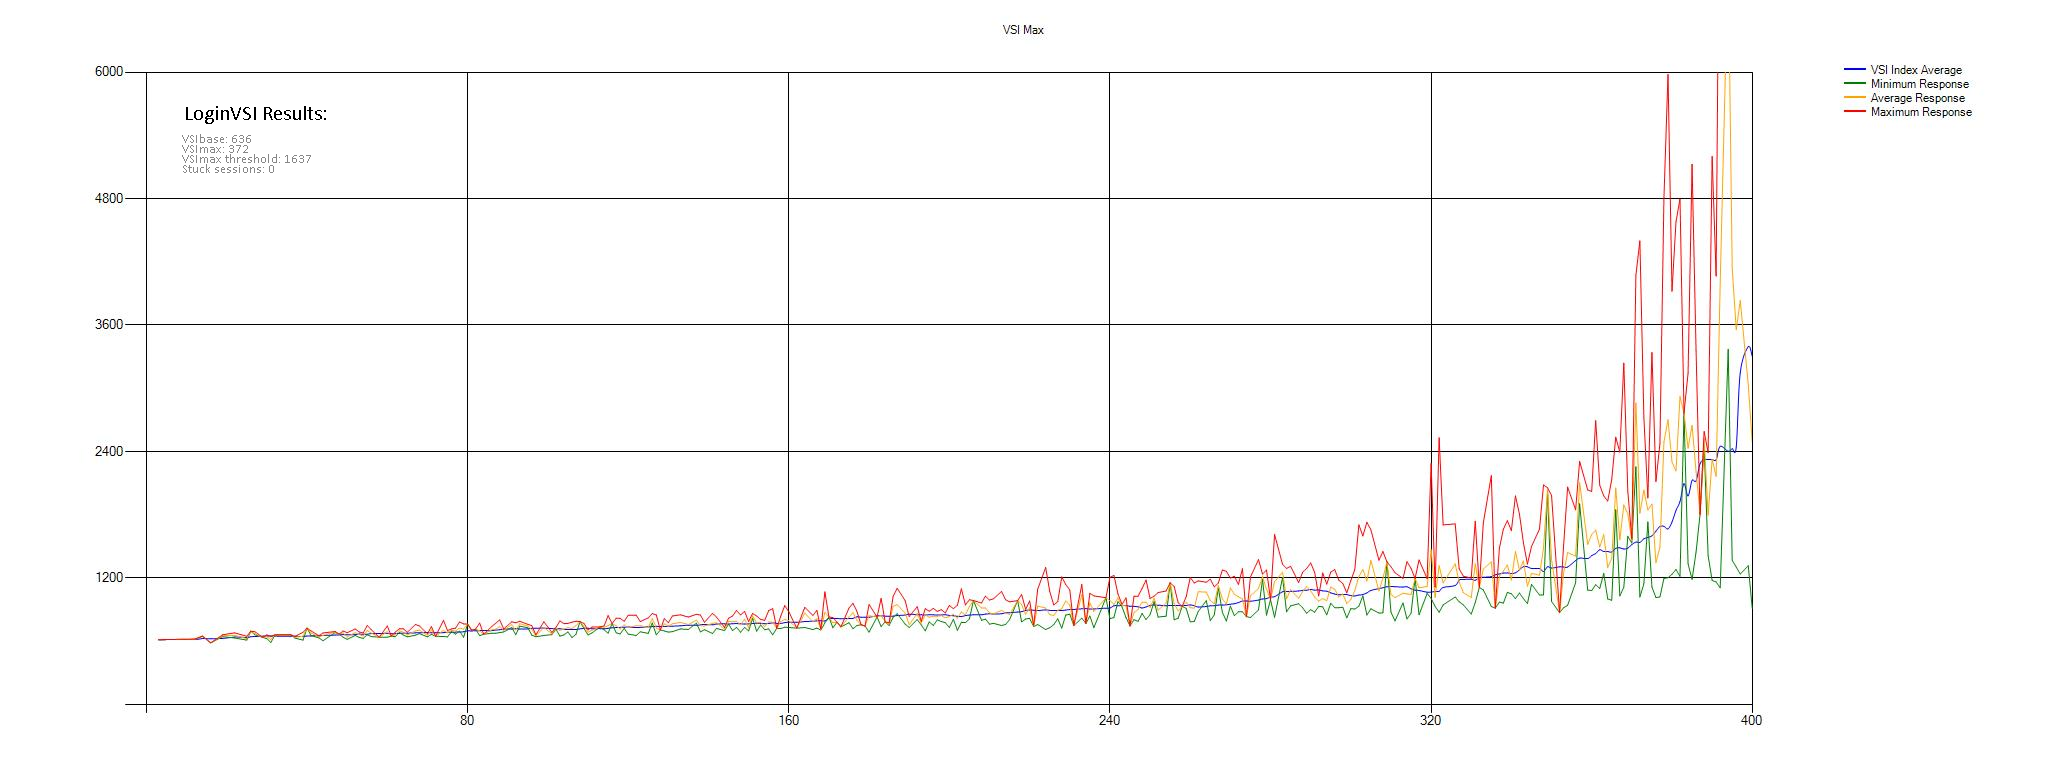 VSI Max
6000
4800
3600
2400
1200
LoginVSI Results:
VSIbase: 636
VSImax: 372
VSImax threshold: 1637
Stuck sessions: 0
80
160
240
320
400
VSI Index Average
Minimum Response
Average Response
Maximum Response